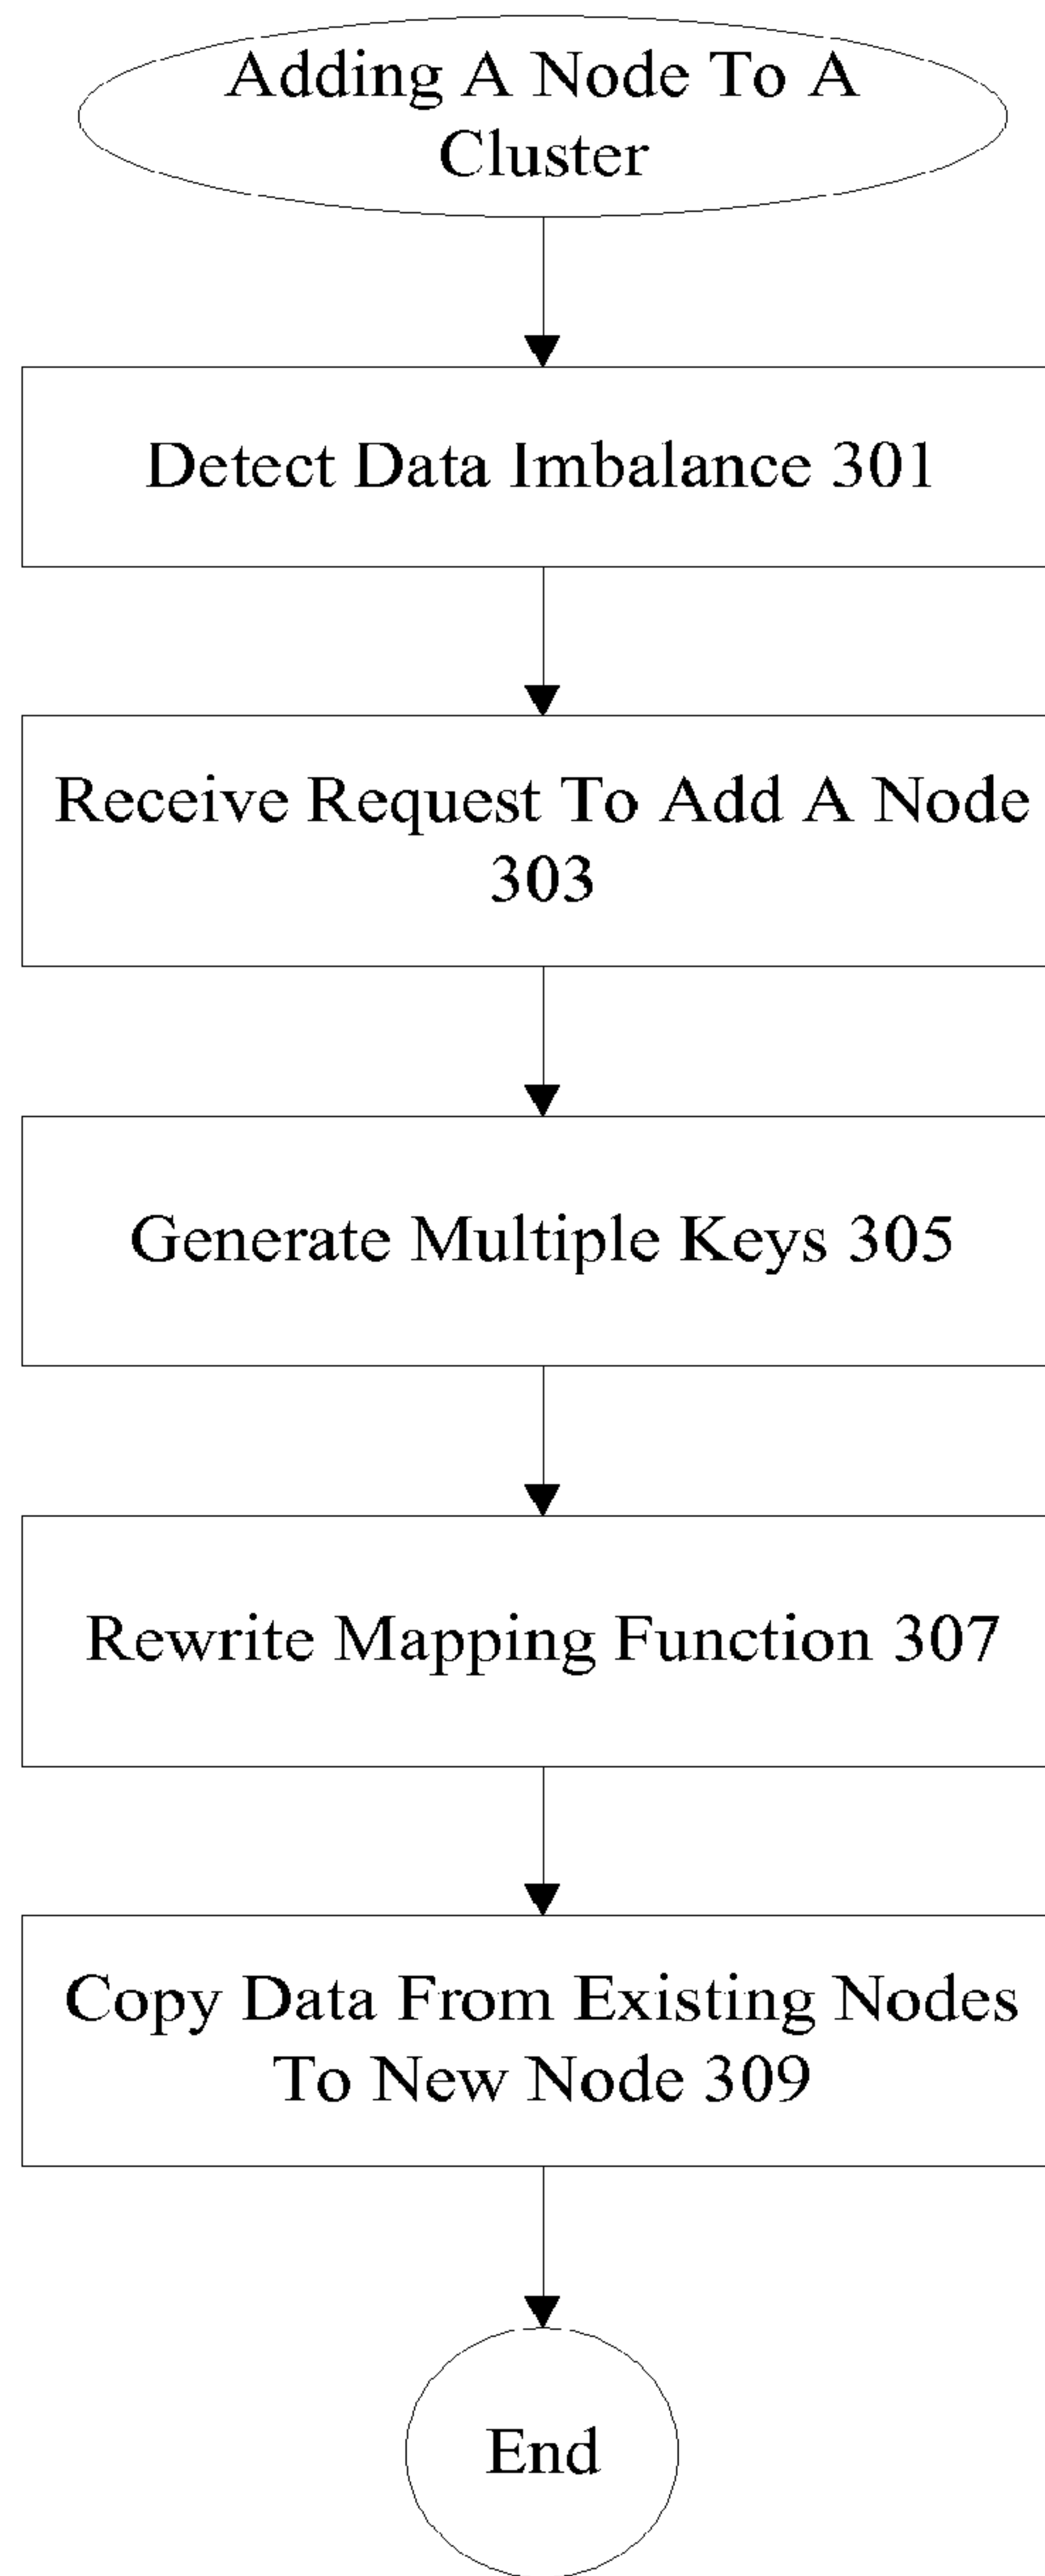 Adding A Node To A
Cluster
Detect Data Imbalance 301
Receive Request To Add A Node
303
Generate Multiple Keys 305
Rewrite Mapping Function 307
Copy Data From Existing Nodes
To New Node 309
End